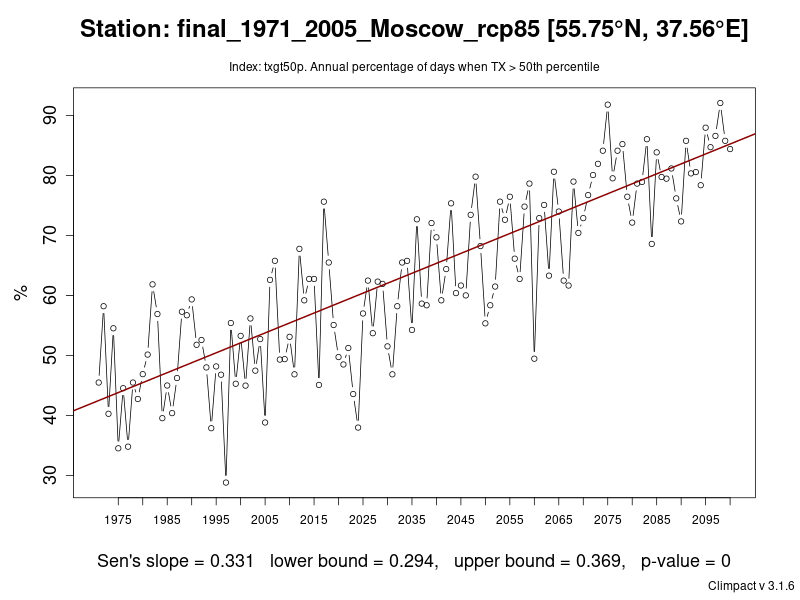 Station: final_1971_2005_Moscow_rcp85 [55.75°N, 37.56°E]
Index: txgt50p. Annual percentage of days when TX > 50th percentile
%
90
80
70
60
50
40
30
1975 1985 1995 2005 2015 2025 2035 2045 2055 2065 2075 2085 2095
Sen's slope = 0.331 lower bound = 0.294, upper bound = 0.369, p-value = 0
Climpact v 3.1.6